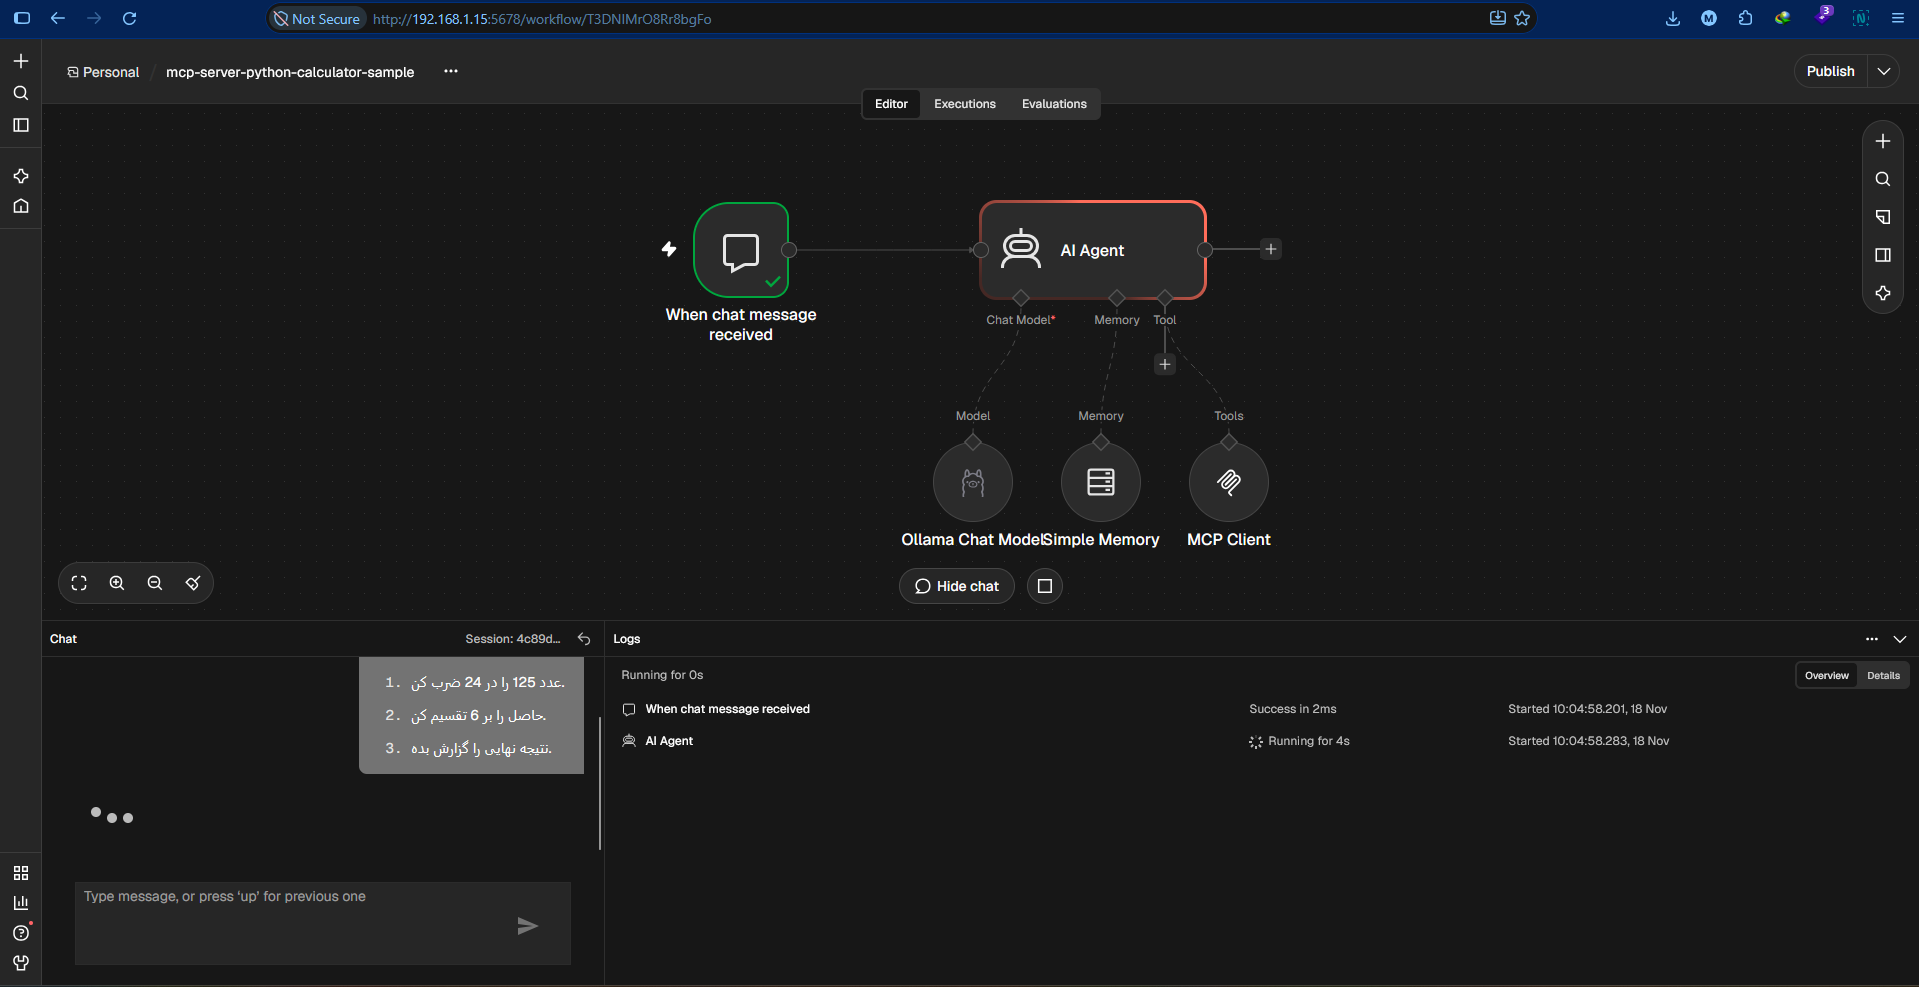 Not Secure http://192.168.1.15:5678/workflow/T3DNIMrO8Rr8bgFo
M
3
N
Personal / mcp-server-python-calculator-sample ...
Publish
Editor Executions Evaluations
AI Agent
When chat message
received
Chat Model* Memory Tool
Model Memory Tools
Ollama Chat Model Simple Memory MCP Client
Hide chat
Chat Session: 4c89d...
1. عدد 125 را در 24 ضرب کن.
2. حاصل را بر 6 تقسیم کن.
3. نتیجه نهایی را گزارش بده.
Type message, or press ‘up’ for previous one
Logs
Running for 0s Overview Details
When chat message received Success in 2ms Started 10:04:58.201, 18 Nov
AI Agent Running for 4s Started 10:04:58.283, 18 Nov